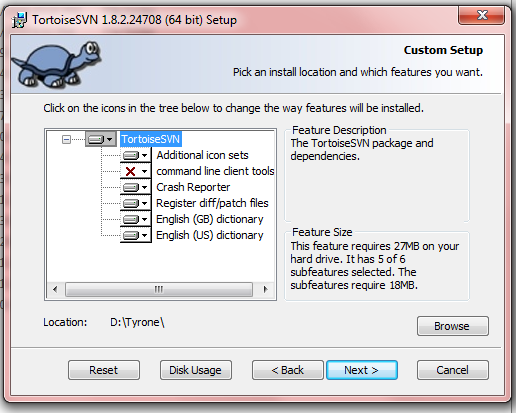 TortoiseSVN 1.8.2.24708 (64 bit) Setup
Custom Setup
Pick an install location and which features you want.
Click on the icons in the tree below to change the way features will be installed.
TortoiseSVN
Additional icon sets
command line client tools
Crash Reporter
Register diff/patch files
English (GB) dictionary
English (US) dictionary
Feature Description
The TortoiseSVN package and
dependencies.
Feature Size
This feature requires 27MB on your
hard drive. It has 5 of 6
subfeatures selected. The
subfeatures require 18MB.
Location: D:\Tyrone\
Browse
Reset Disk Usage < Back Next > Cancel